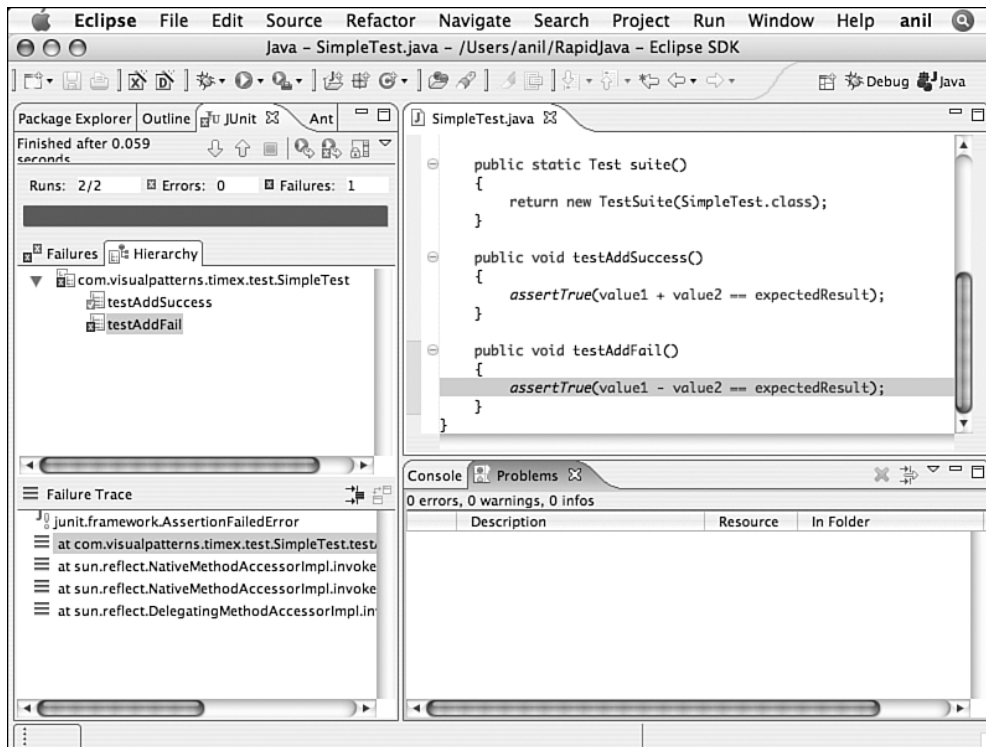 Eclipse File Edit Source Refactor Navigate Search Project Run Window Help anil
Java – SimpleTest.java – /Users/anil/RapidJava – Eclipse SDK
Debug Java
Package Explorer Outline JUnit Ant
Finished after 0.059
seconds
Runs: 2/2 Errors: 0 Failures: 1
Failures Hierarchy
com.visualpatterns.timex.test.SimpleTest
testAddSuccess
testAddFail
Failure Trace
junit.framework.AssertionFailedError
at com.visualpatterns.timex.test.SimpleTest.test
at sun.reflect.NativeMethodAccessorImpl.invoke
at sun.reflect.NativeMethodAccessorImpl.invoke
at sun.reflect.DelegatingMethodAccessorImpl.in
SimpleTest.java
public static Test suite()
{
return new TestSuite(SimpleTest.class);
}
public void testAddSuccess()
{
assertTrue(value1 + value2 == expectedResult);
}
public void testAddFail()
{
assertTrue(value1 - value2 == expectedResult);
}
}
Console Problems
0 errors, 0 warnings, 0 infos
Description Resource In Folder